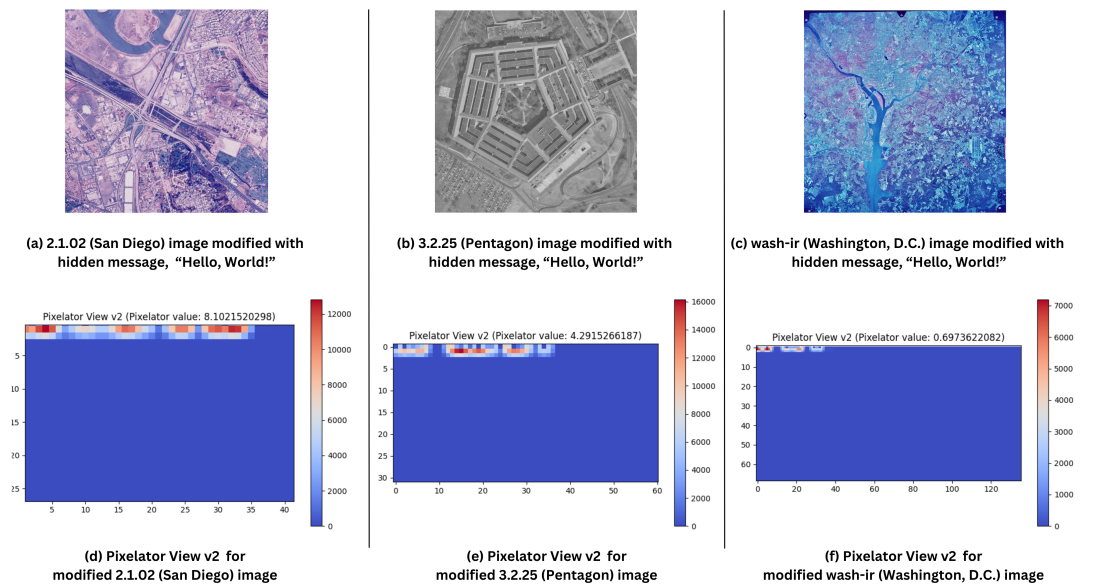 (a) 2.1.02 (San Diego) image modified with
hidden message, “Hello, World!”
(b) 3.2.25 (Pentagon) image modified with
hidden message, “Hello, World!”
(c) wash-ir (Washington, D.C.) image modified with
hidden message, “Hello, World!”
Pixelator View v2 (Pixelator value: 8.1021520298)
5
10
15
20
25
5 10 15 20 25 30 35 40
12000
10000
8000
6000
4000
2000
0
Pixelator View v2 (Pixelator value: 4.2915266187)
0
5
10
15
20
25
30
0 10 20 30 40 50 60
16000
14000
12000
10000
8000
6000
4000
2000
0
Pixelator View v2 (Pixelator value: 0.6973622082)
0
10
20
30
40
50
60
0 20 40 60 80 100 120
7000
6000
5000
4000
3000
2000
1000
0
(d) Pixelator View v2 for
modified 2.1.02 (San Diego) image
(e) Pixelator View v2 for
modified 3.2.25 (Pentagon) image
(f) Pixelator View v2 for
modified wash-ir (Washington, D.C.) image